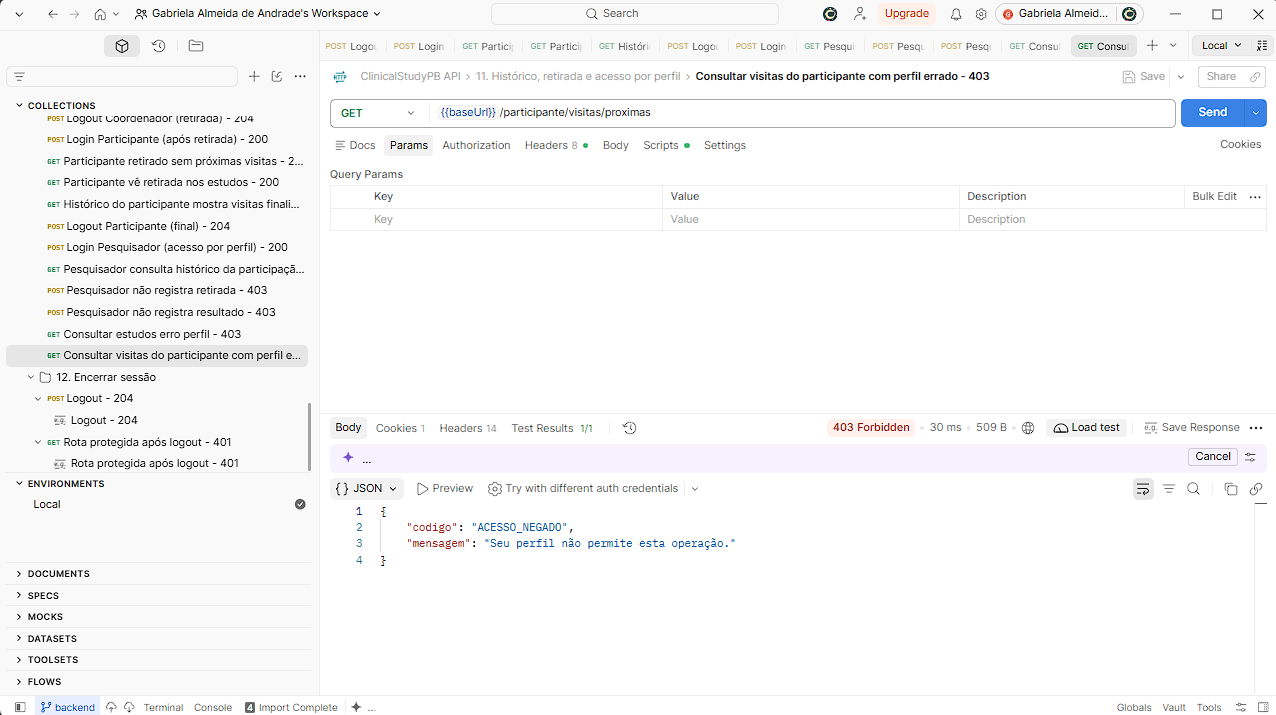 Gabriela Almeida de Andrade's Workspace
Search
Upgrade
Gabriela Almeid...
POST Logou
POST Login
GET Particip
GET Particip
GET Histório
POST Logou
POST Login
GET Pesqui
POST Pesqu
POST Pesqu
GET Consul
GET Consul
Local
ClinicalStudyPB API > 11. Histórico, retirada e acesso por perfil > Consultar visitas do participante com perfil errado - 403
Save
Share
COLLECTIONS
POST Logout Coordenador (retirada) - 204
POST Login Participante (após retirada) - 200
GET Participante retirado sem próximas visitas - 2...
GET Participante vê retirada nos estudos - 200
GET Histórico do participante mostra visitas finali...
POST Logout Participante (final) - 204
POST Login Pesquisador (acesso por perfil) - 200
GET Pesquisador consulta histórico da participaçã...
POST Pesquisador não registra retirada - 403
POST Pesquisador não registra resultado - 403
GET Consultar estudos erro perfil - 403
GET Consultar visitas do participante com perfil e...
12. Encerrar sessão
POST Logout - 204
e.g. Logout - 204
GET Rota protegida após logout - 401
e.g. Rota protegida após logout - 401
ENVIRONMENTS
Local
DOCUMENTS
SPECS
MOCKS
DATASETS
TOOLSETS
FLOWS
GET
{{baseUrl}} /participante/visitas/proximas
Send
Docs
Params
Authorization
Headers 8
Body
Scripts
Settings
Cookies
Query Params
Key
Value
Description
Bulk Edit
Key
Value
Description
Body
Cookies 1
Headers 14
Test Results 1/1
403 Forbidden
30 ms
509 B
Load test
e.g. Save Response
...
Cancel
{ } JSON
Preview
Try with different auth credentials
1 {
2 "codigo": "ACESSO_NEGADO",
3 "mensagem": "Seu perfil não permite esta operação."
4 }
backend
Terminal
Console
4 Import Complete
...
Globals
Vault
Tools